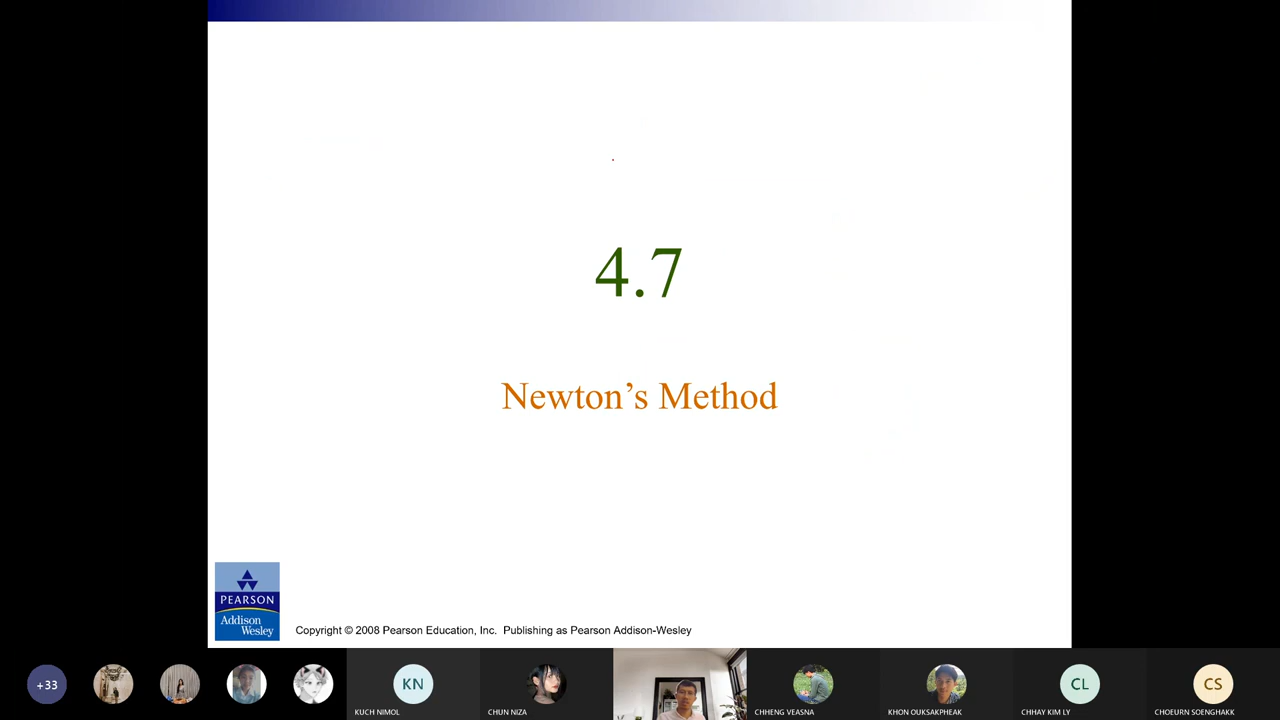 4.7
Newton’s Method
PEARSON
Addison
Wesley
Copyright © 2008 Pearson Education, Inc.  Publishing as Pearson Addison-Wesley
+33
KN
KUCH NIMOL
CHUN NIZA
CHHENG VEASNA
KHON OUKSAKPHEAK
CL
CHHAY KIM LY
CS
CHOEURN SOENGHAKK